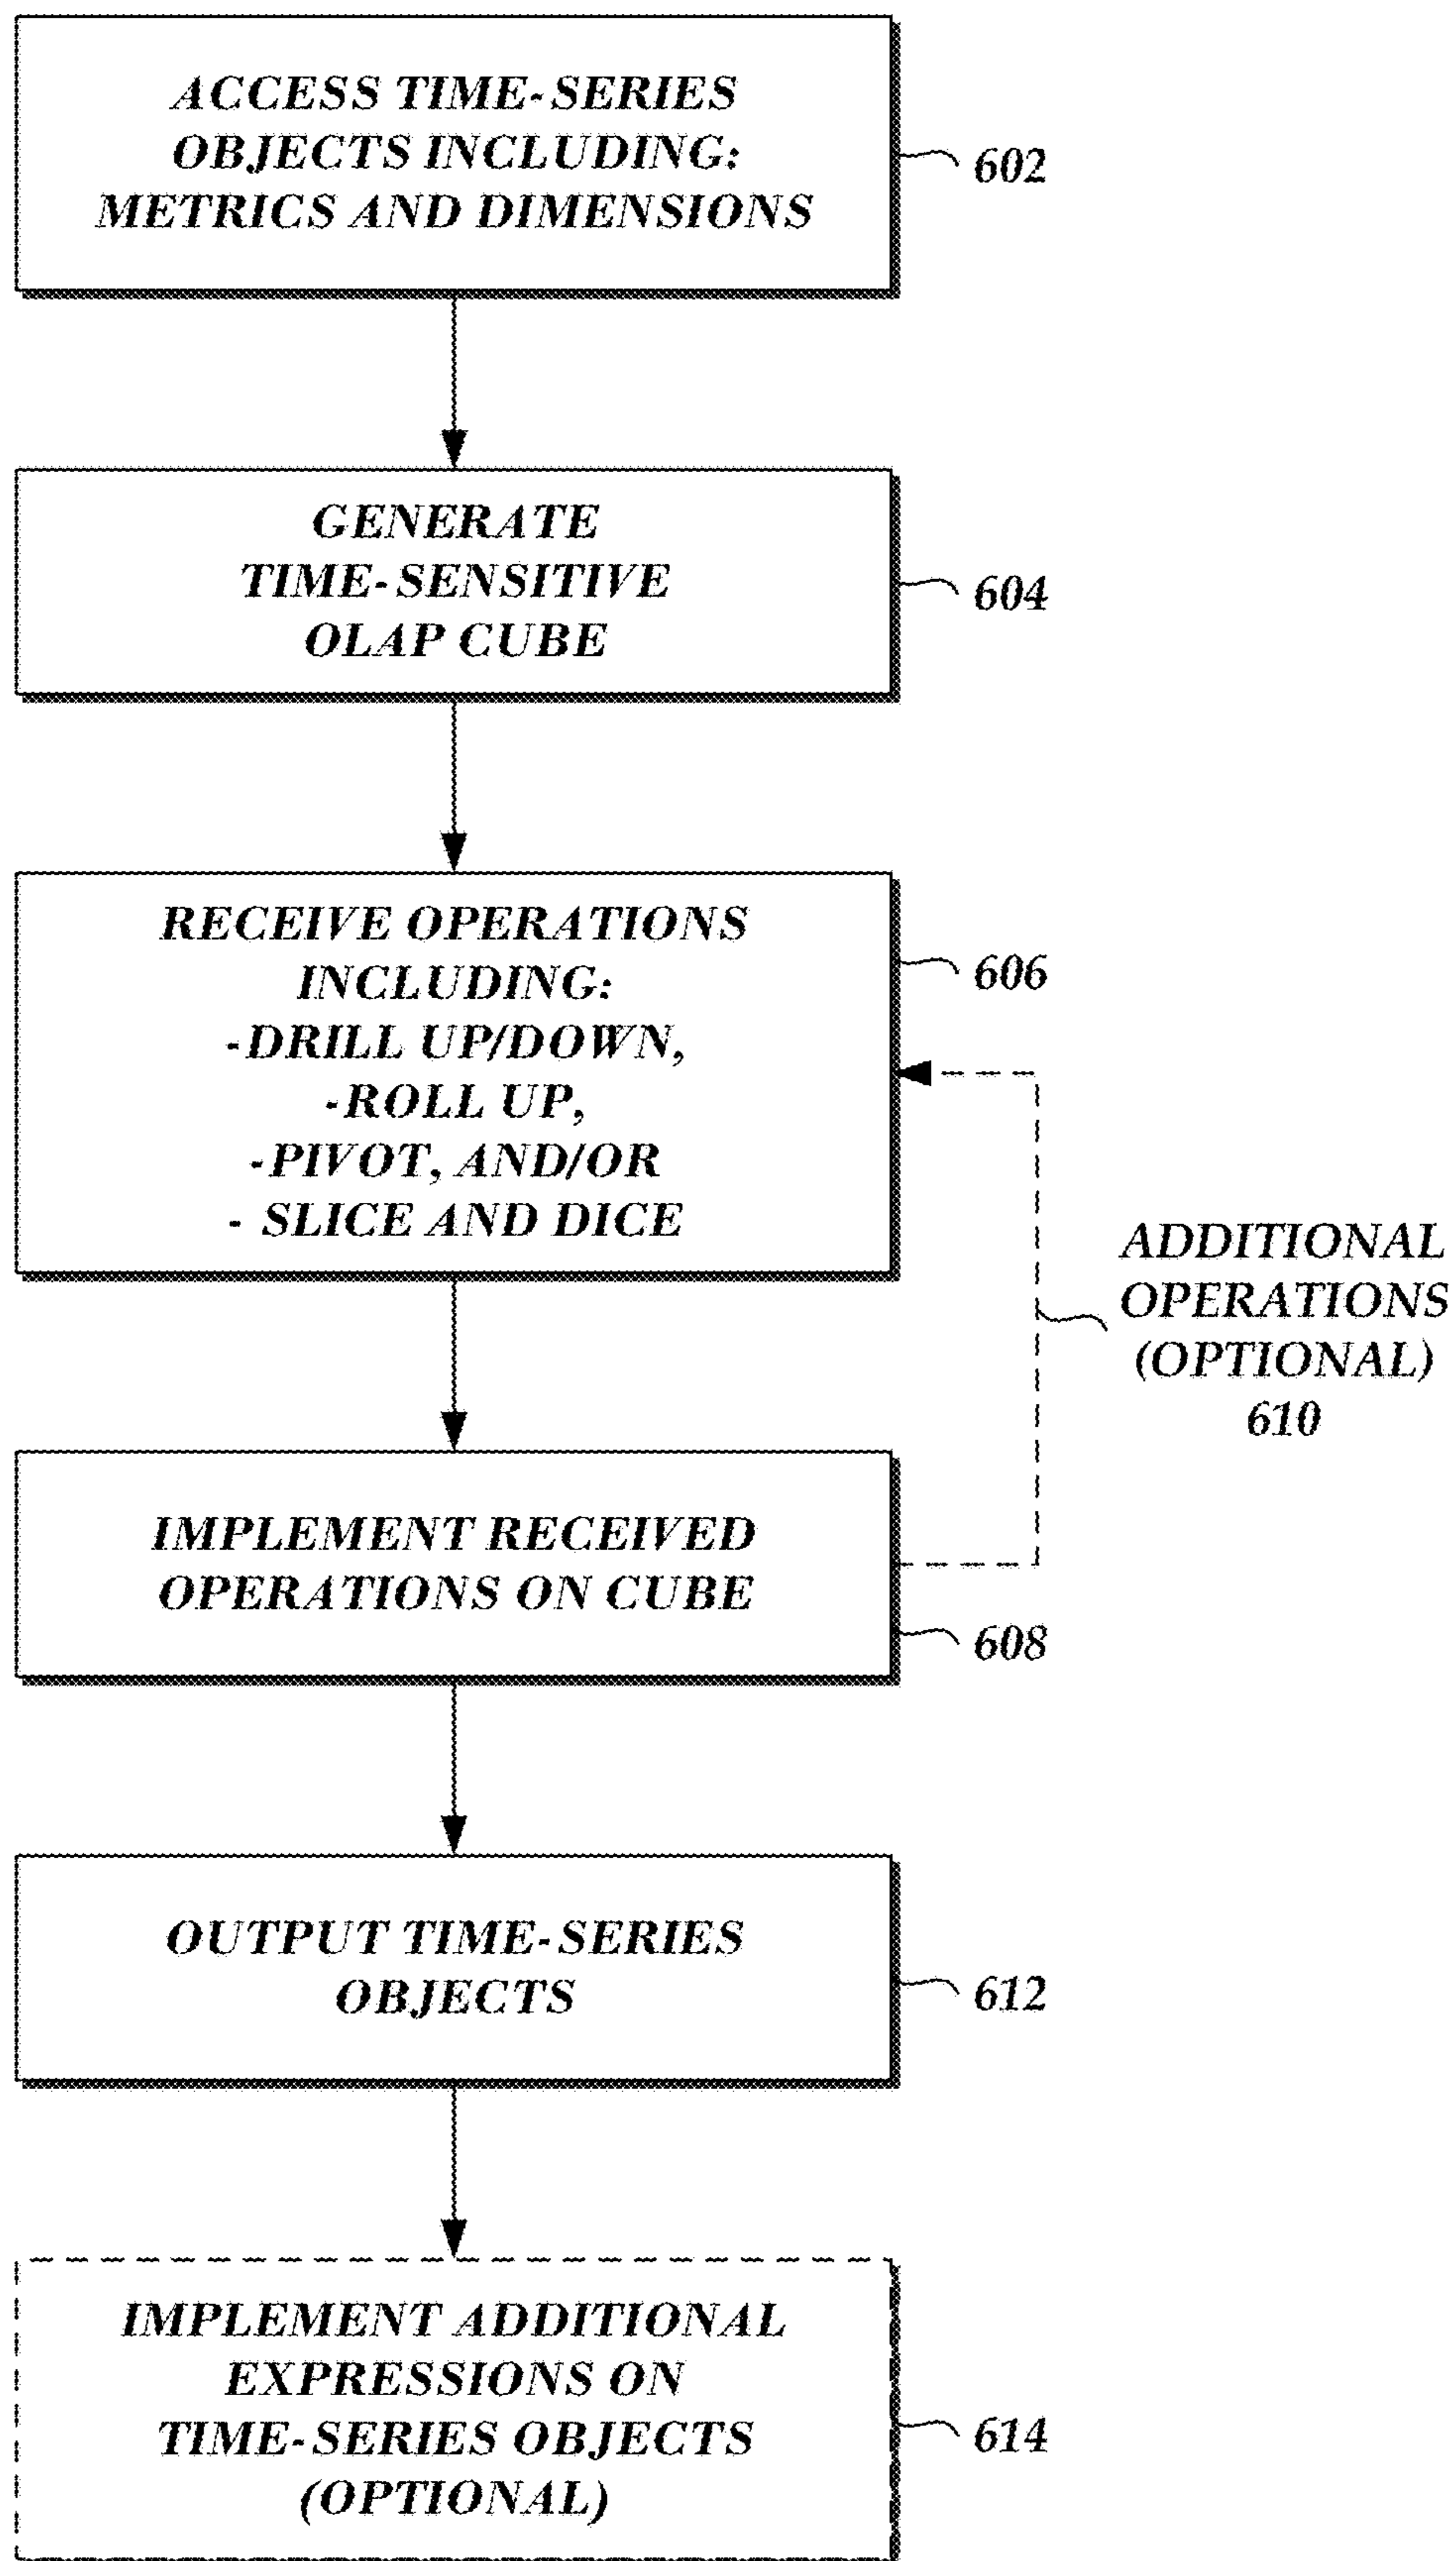 ACCESS TIME-SERIES
OBJECTS INCLUDING:
METRICS AND DIMENSIONS
602
GENERATE
TIME-SENSITIVE
OLAP CUBE
604
RECEIVE OPERATIONS
INCLUDING:
-DRILL UP/DOWN,
-ROLL UP,
-PIVOT, AND/OR
- SLICE AND DICE
606
ADDITIONAL
OPERATIONS
(OPTIONAL)
610
IMPLEMENT RECEIVED
OPERATIONS ON CUBE
608
OUTPUT TIME-SERIES
OBJECTS
612
IMPLEMENT ADDITIONAL
EXPRESSIONS ON
TIME-SERIES OBJECTS
(OPTIONAL)
614